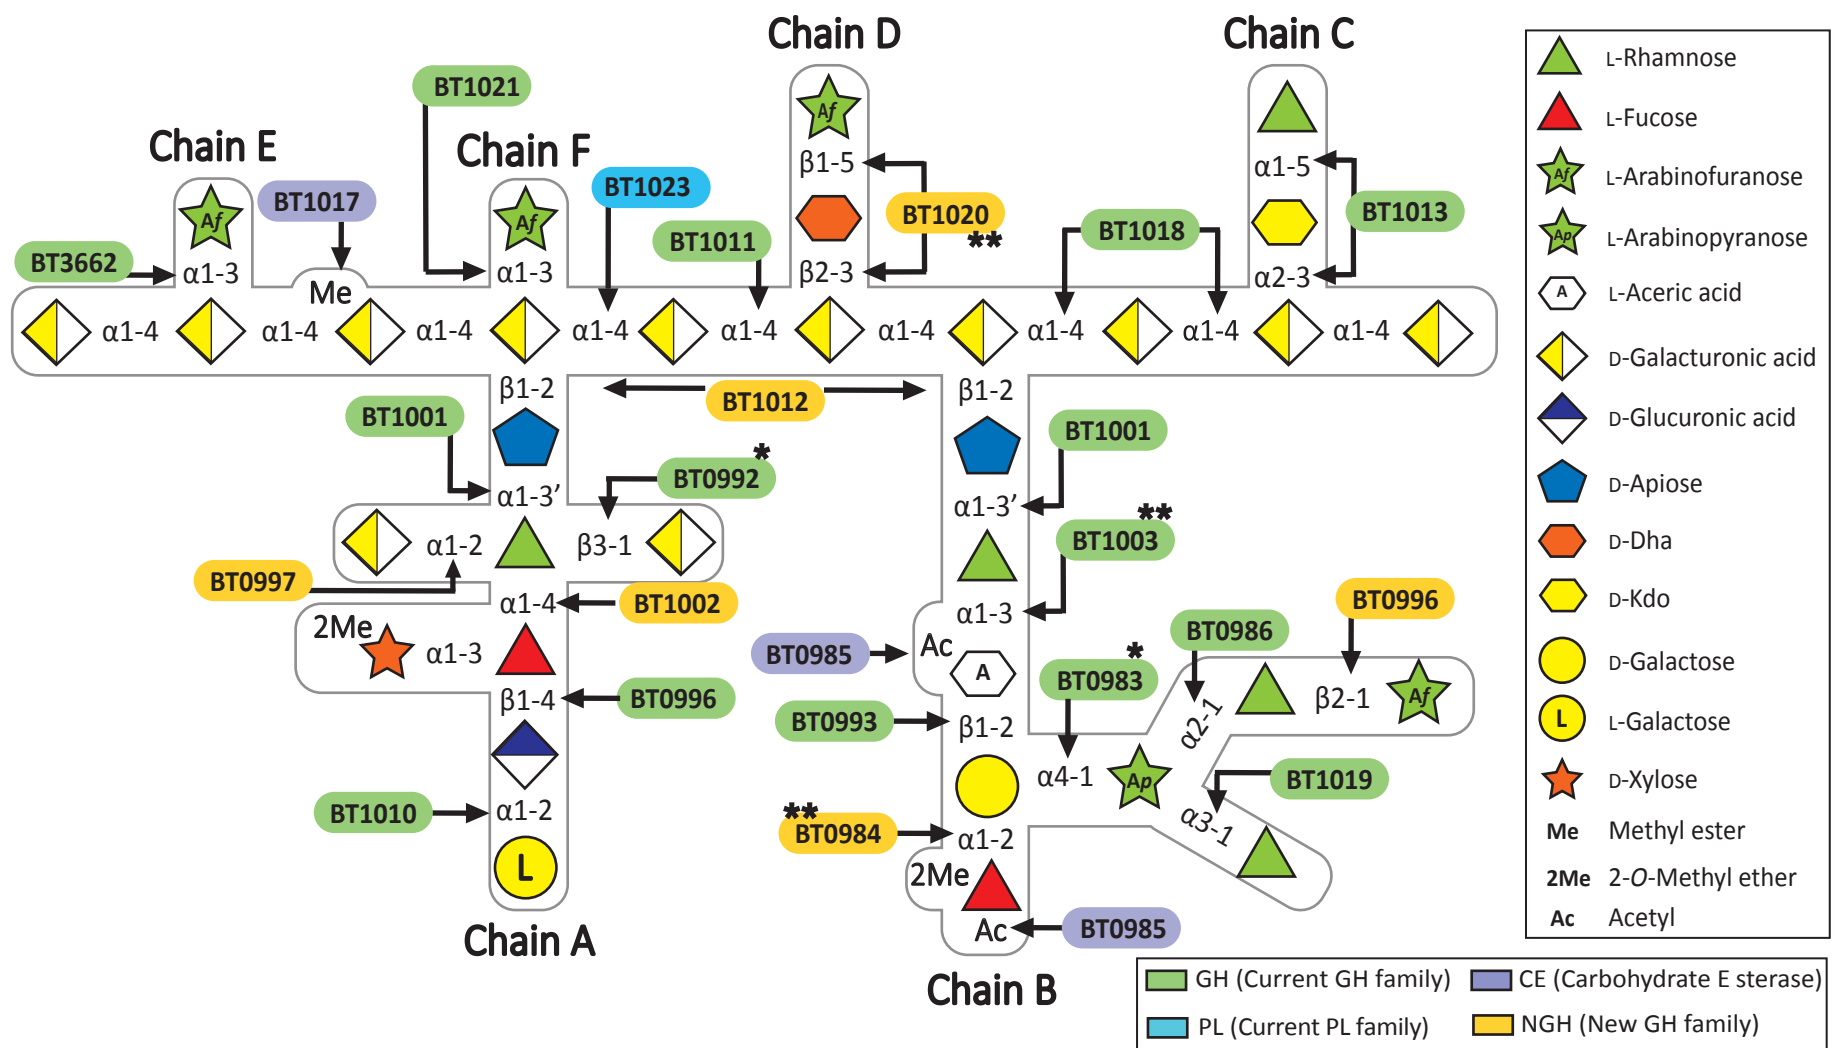 Chain D
Chain C
BT1021
Chain E
Chain F
Af
β1-5
α1-5
BT1017
BT1023
BT1020
**
BT1013
Af
Af
BT1011
BT1018
BT3662
α1-3
Me
α1-3
β2-3
α2-3
α1-4
α1-4
α1-4
α1-4
α1-4
α1-4
α1-4
α1-4
α1-4
β1-2
BT1012
β1-2
BT1001
BT1001
BT0992
*
α1-3’
α1-3’
BT1003
**
α1-2
β3-1
BT0997
α1-4
BT1002
α1-3
BT0996
2Me
α1-3
BT0985
Ac
A
BT0986
BT0983
*
β1-4
BT0996
β2-1
Af
BT0993
β1-2
α2-1
α4-1
Ap
BT1019
BT1010
α1-2
**
BT0984
α1-2
α3-1
L
2Me
Ac
BT0985
Chain A
Chain B
L-Rhamnose
L-Fucose
Af
L-Arabinofuranose
Ap
L-Arabinopyranose
A
L-Aceric acid
D-Galacturonic acid
D-Glucuronic acid
D-Apiose
D-Dha
D-Kdo
D-Galactose
L
L-Galactose
D-Xylose
Me Methyl ester
2Me 2-O-Methyl ether
Ac Acetyl
GH (Current GH family)
CE (Carbohydrate E sterase)
PL (Current PL family)
NGH (New GH family)